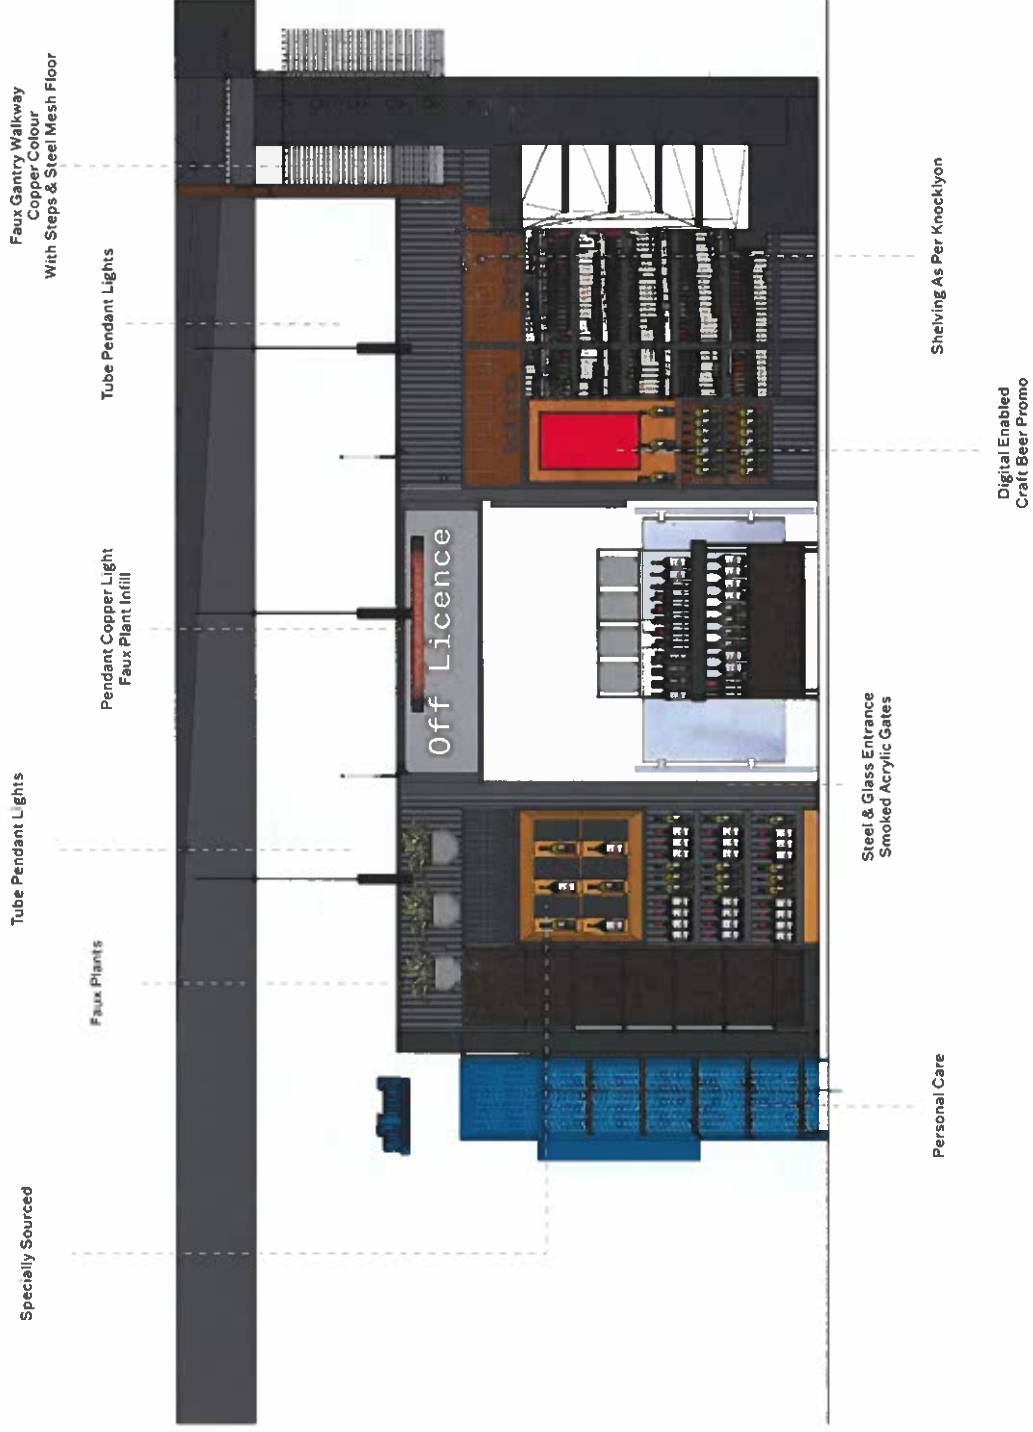 Specially Sourced
Faux Plants
Tube Pendant Lights
Pendant Copper Light
Faux Plant Infill
Tube Pendant Lights
Faux Gantry Walkway
Copper Colour
With Steps & Steel Mesh Floor
Off Licence
Personal Care
Steel & Glass Entrance
Smoked Acrylic Gates
Digital Enabled
Craft Beer Promo
Shelving As Per Knocklyon